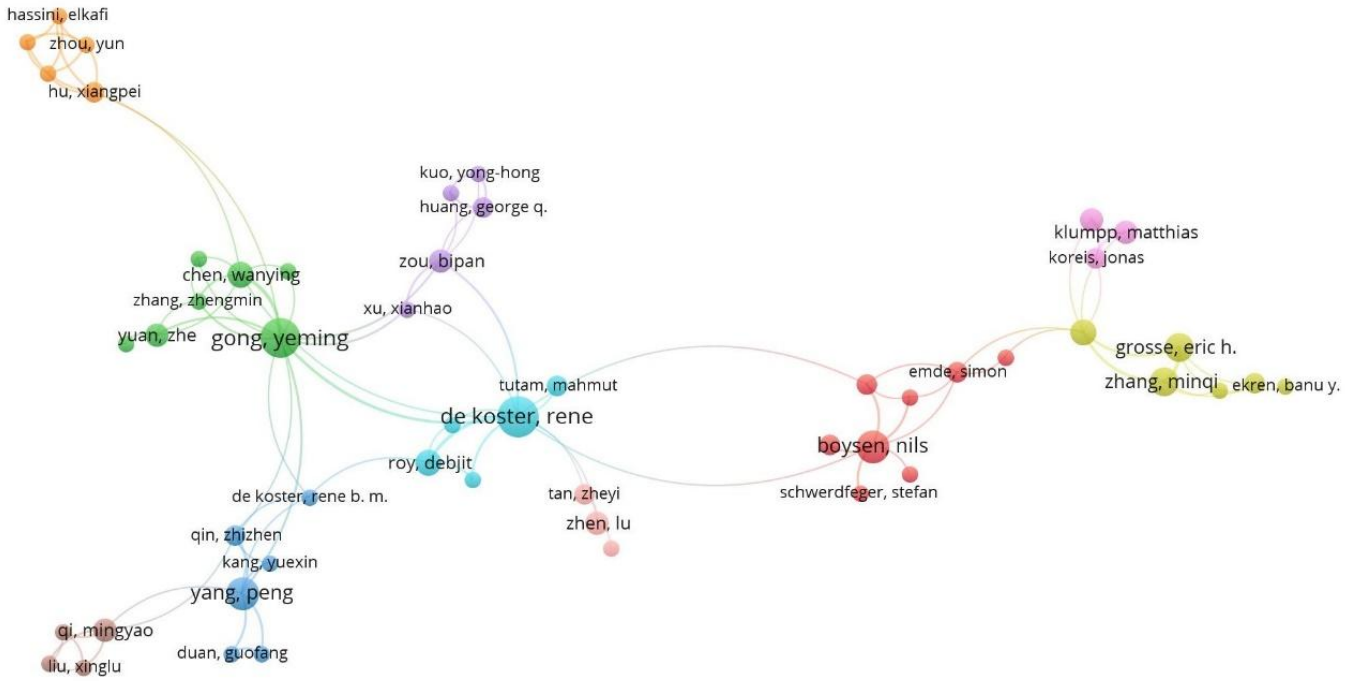 hassini, elkafi
zhou, yun
hu, xiangpei
kuo, yong-hong
huang, george q.
zou, bipan
xu, xianhao
chen, wanying
zhang, zhengmin
yuan, zhe
gong, yeming
klumpp, matthias
koreis, jonas
grosse, eric h.
zhang, minqi
ekren, banu y.
emde, simon
tutam, mahmut
de koster, rene
boysen, nils
roy, debjit
schwerdfeger, stefan
de koster, rene b. m.
tan, zheyi
zhen, lu
qin, zhizhen
kang, yuexin
yang, peng
qi, mingyao
duan, guofang
liu, xinglu